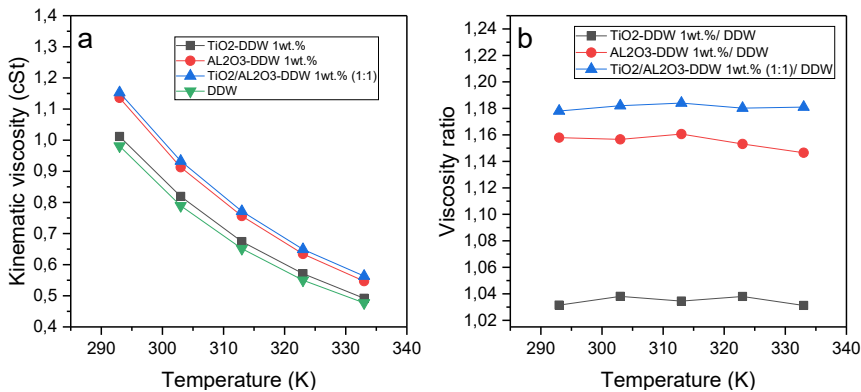 a
TiO2-DDW 1wt.%
AL2O3-DDW 1wt.%
TiO2/AL2O3-DDW 1wt.% (1:1)
DDW
Kinematic viscosity (cSt)
1,4
1,3
1,2
1,1
1,0
0,9
0,8
0,7
0,6
0,5
0,4
290 300 310 320 330 340
Temperature (K)
b
TiO2-DDW 1wt.%/ DDW
AL2O3-DDW 1wt.%/ DDW
TiO2/AL2O3-DDW 1wt.% (1:1)/ DDW
Viscosity ratio
1,24
1,22
1,20
1,18
1,16
1,14
1,12
1,10
1,08
1,06
1,04
1,02
290 300 310 320 330 340
Temperature (K)